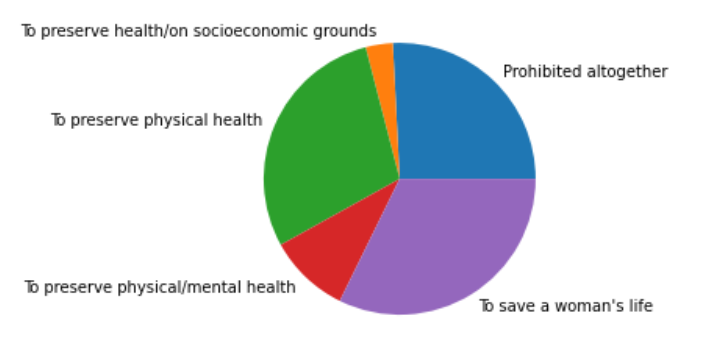 To preserve health/on socioeconomic grounds
Prohibited altogether
To preserve physical health
To preserve physical/mental health
To save a woman's life